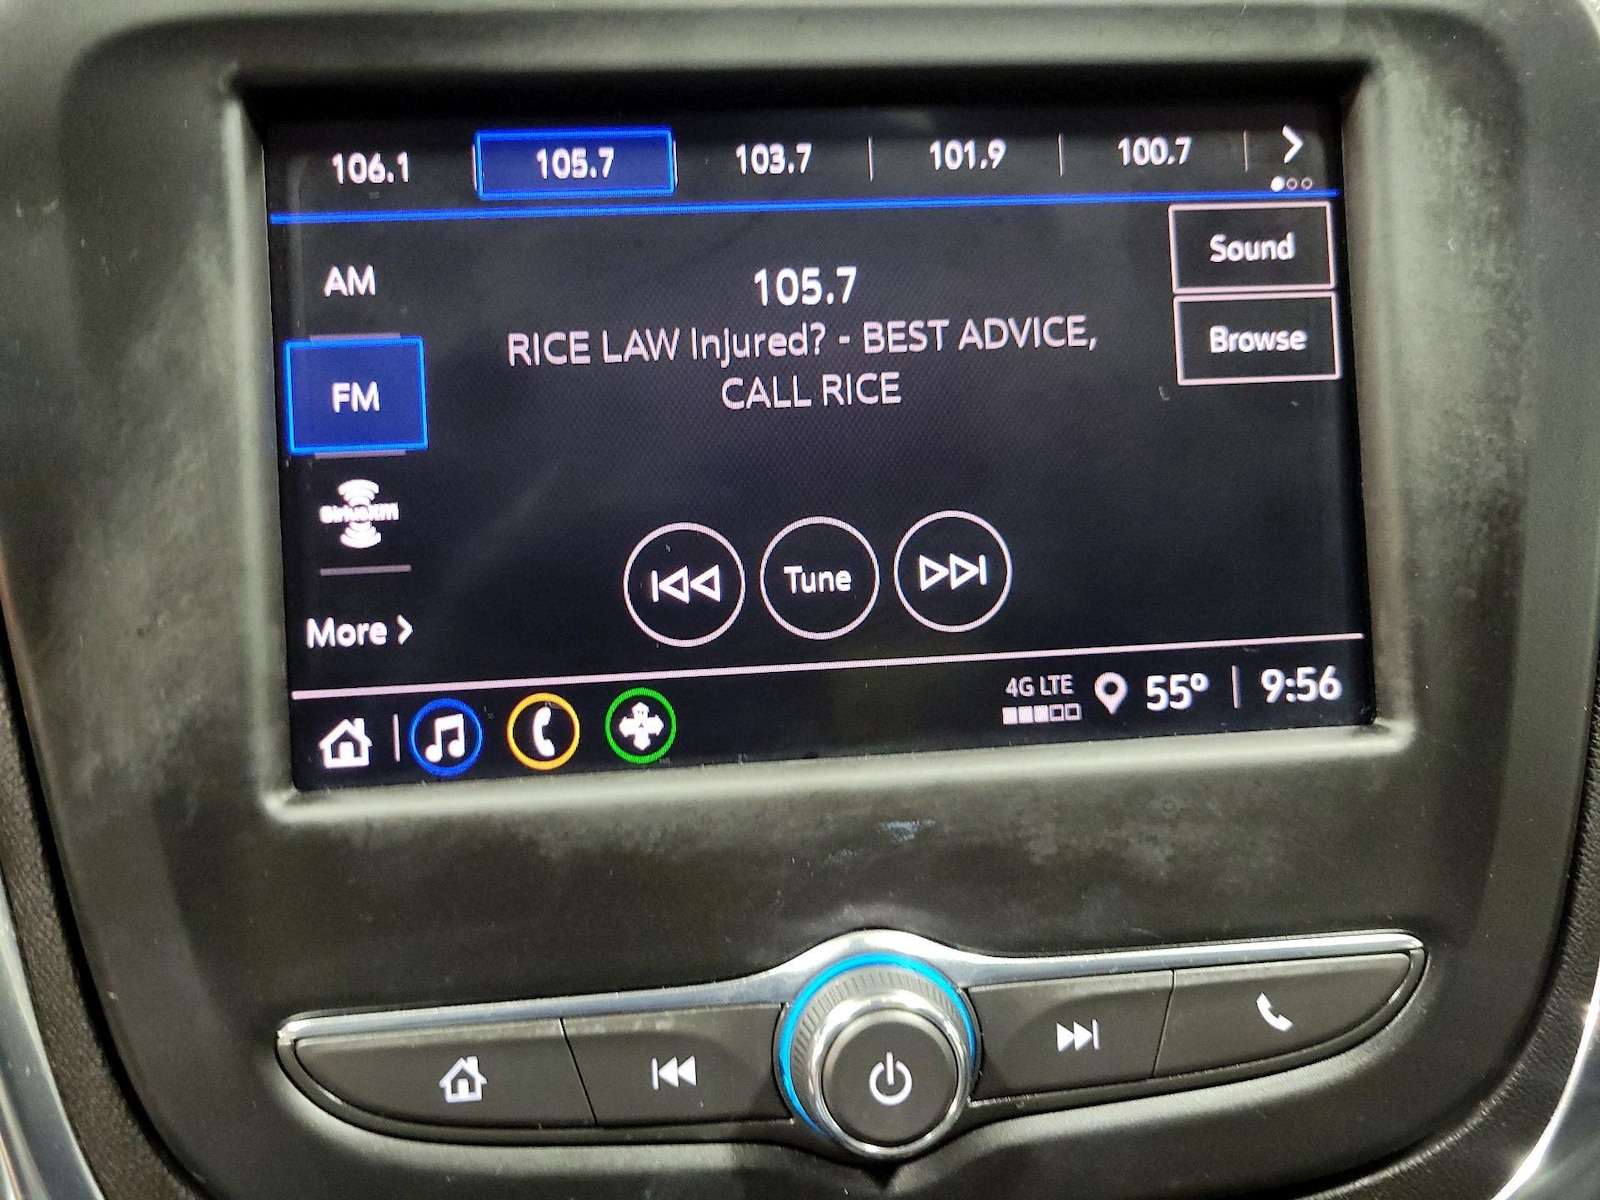 106.1 105.7 103.7 101.9 100.7
AM
105.7
Sound
RICE LAW Injured? - BEST ADVICE,
CALL RICE
Browse
FM
SiriusXM
Tune
More
4G LTE 55° 9:56